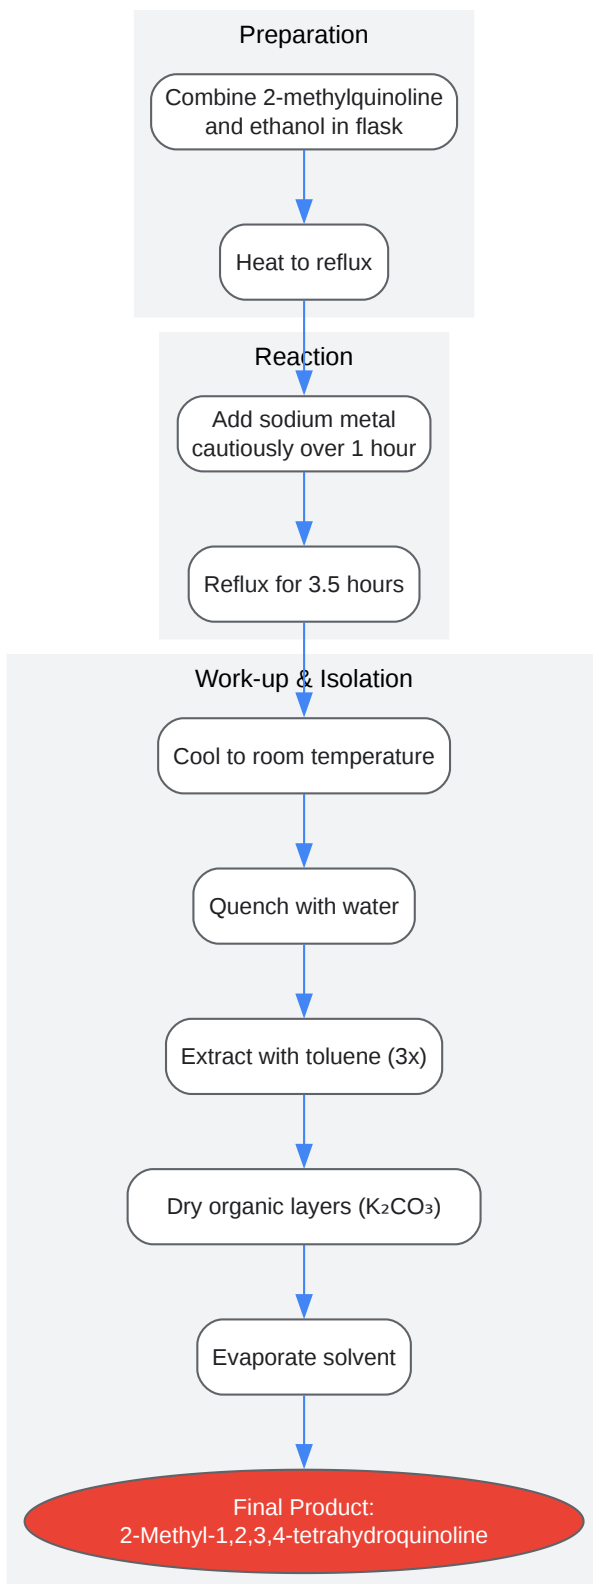 Preparation
Combine 2-methylquinoline
and ethanol in flask
Heat to reflux
Reaction
Add sodium metal
cautiously over 1 hour
Reflux for 3.5 hours
Work-up & Isolation
Cool to room temperature
Quench with water
Extract with toluene (3x)
Dry organic layers (K₂CO₃)
Evaporate solvent
Final Product:
2-Methyl-1,2,3,4-tetrahydroquinoline